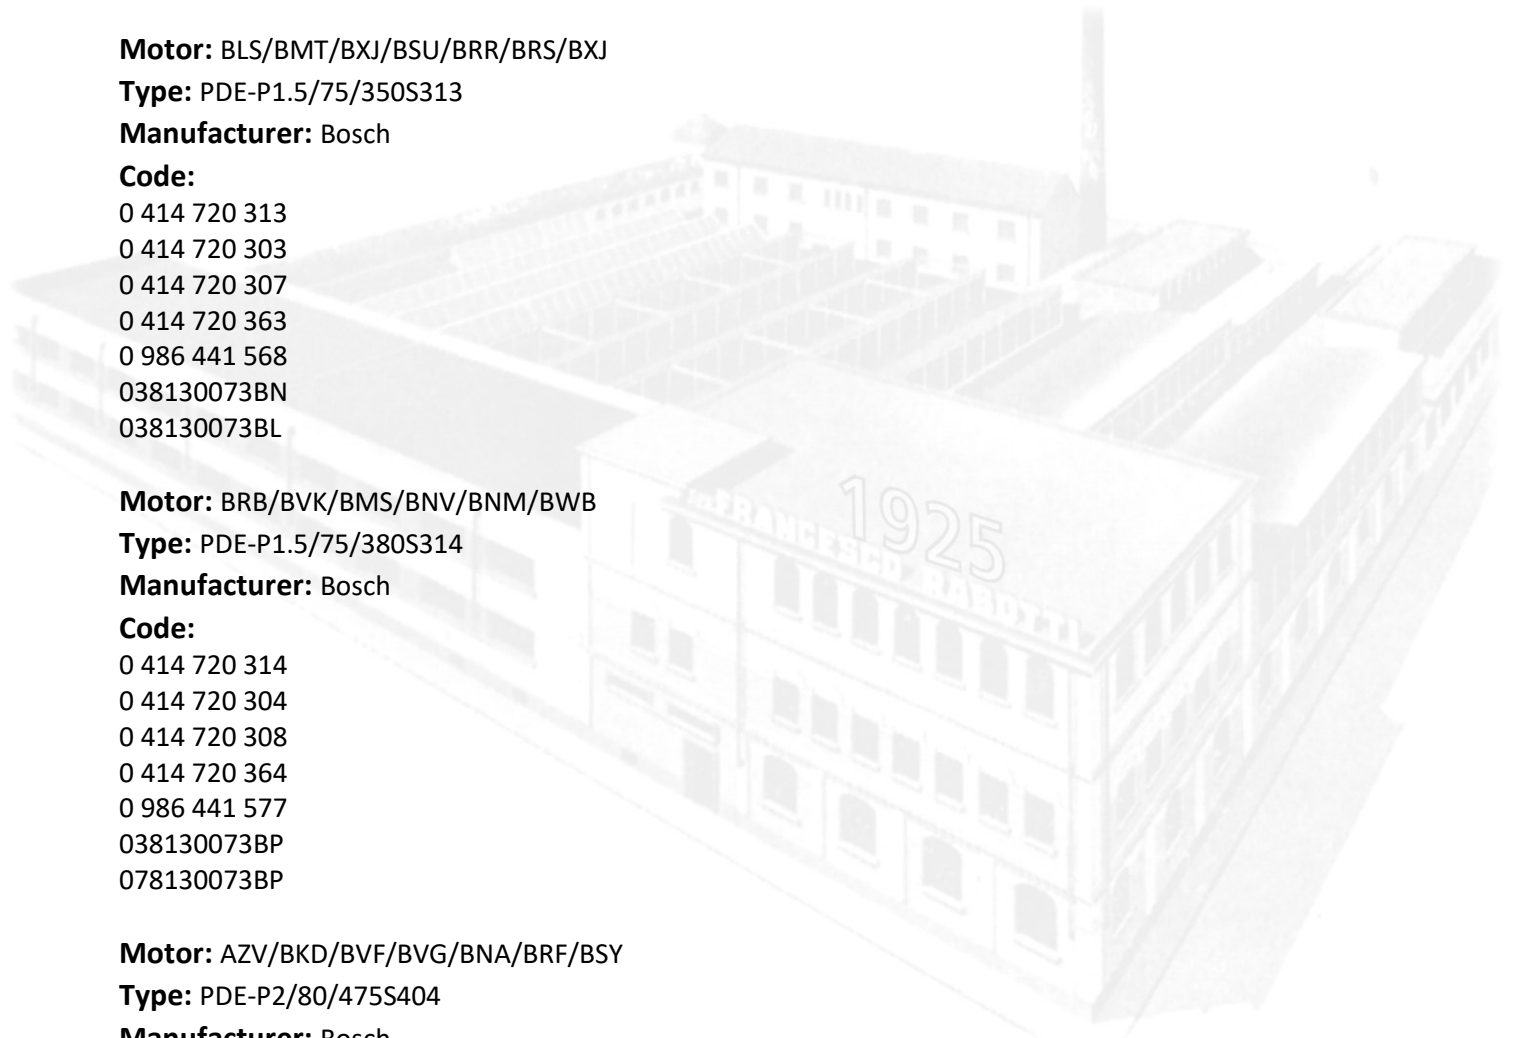 Motor: BLS/BMT/BXJ/BSU/BRR/BRS/BXJ
Type: PDE-P1.5/75/350S313
Manufacturer: Bosch
Code:
0 414 720 313
0 414 720 303
0 414 720 307
0 414 720 363
0 986 441 568
038130073BN
038130073BL
Motor: BRB/BVK/BMS/BNV/BNM/BWB
Type: PDE-P1.5/75/380S314
Manufacturer: Bosch
Code:
0 414 720 314
0 414 720 304
0 414 720 308
0 414 720 364
0 986 441 577
038130073BP
078130073BP
Motor: AZV/BKD/BVF/BVG/BNA/BRF/BSY
Type: PDE-P2/80/475S404
Manufacturer: Bosch
1925
FRANCESCO RABOTTI